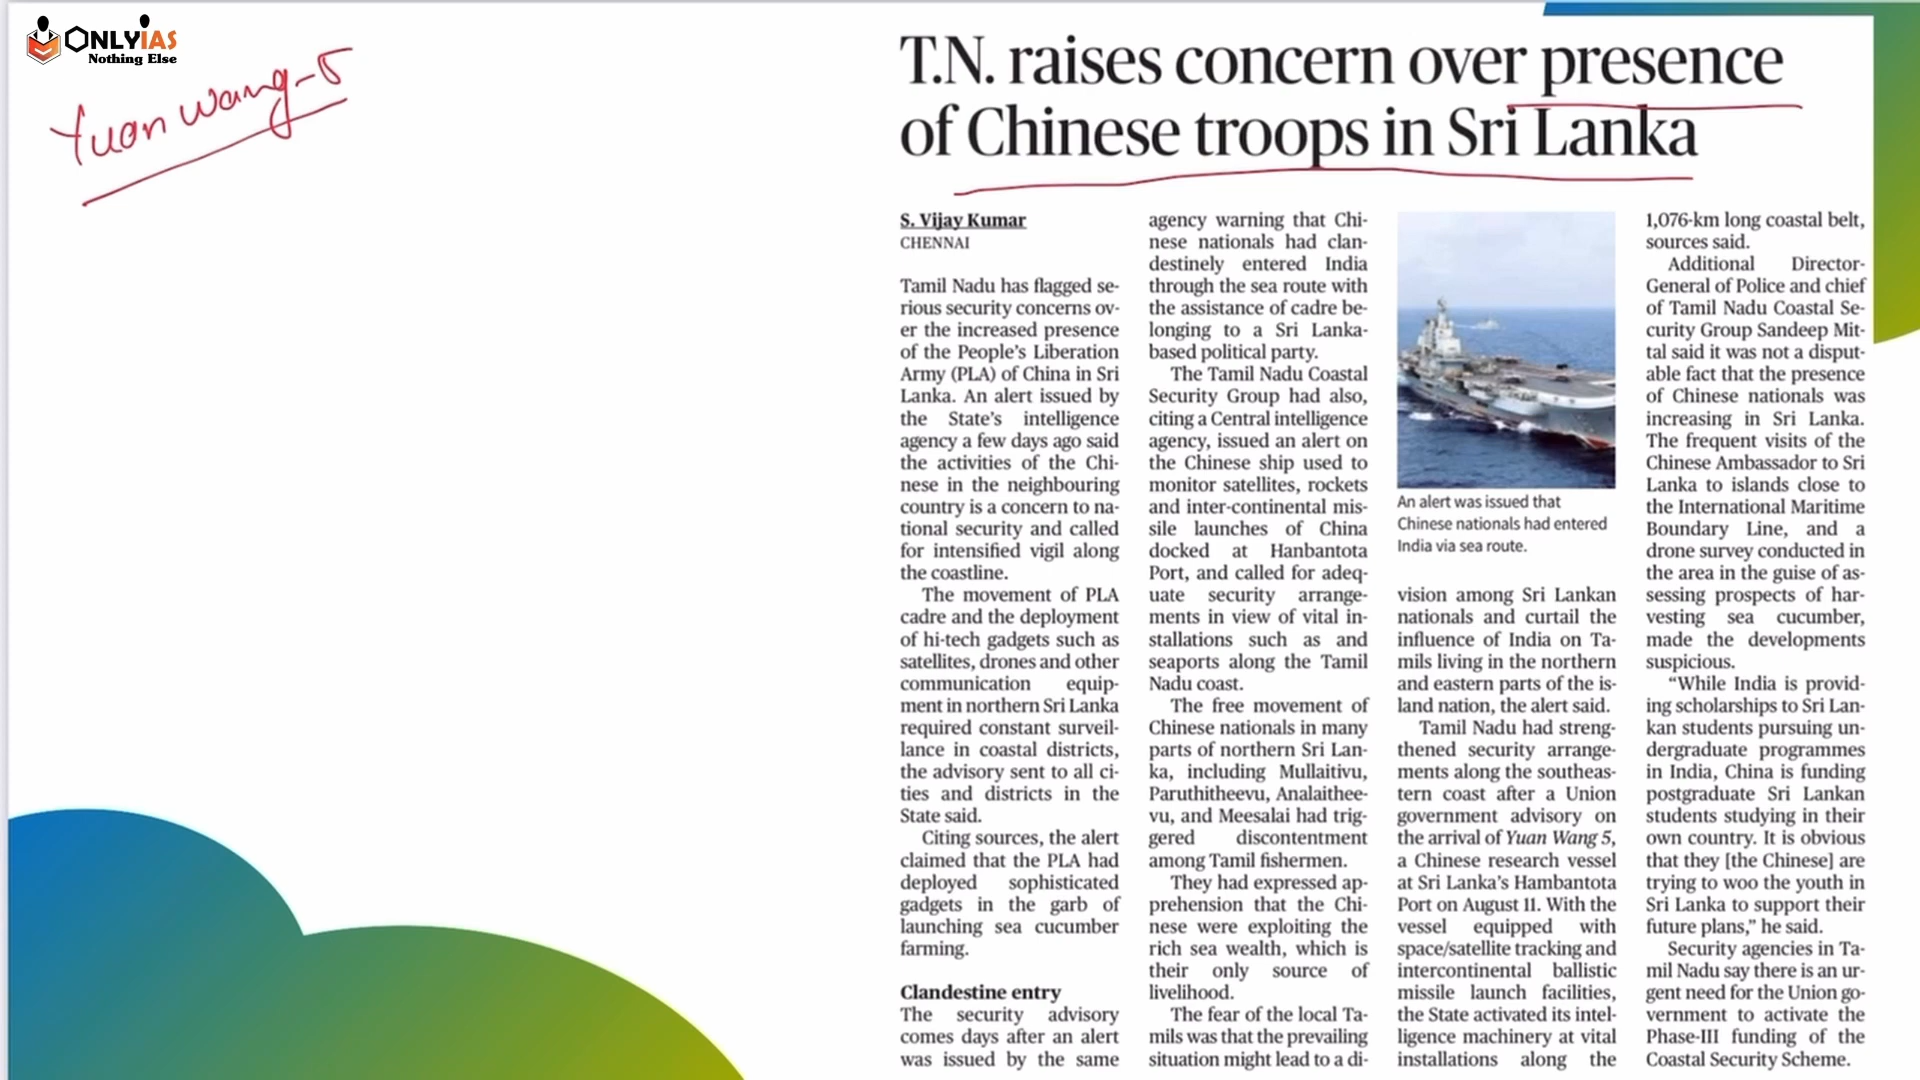 ONLYIAS
Nothing Else
Yuan Wang-5
T.N. raises concern over presence
of Chinese troops in Sri Lanka
S. Vijay Kumar
CHENNAI
Tamil Nadu has flagged se-
rious security concerns ov-
er the increased presence
of the People's Liberation
Army (PLA) of China in Sri
Lanka. An alert issued by
the State's intelligence
agency a few days ago said
the activities of the Chi-
nese in the neighbouring
country is a concern to na-
tional security and called
for intensified vigil along
the coastline.
The movement of PLA
cadre and the deployment
of hi-tech gadgets such as
satellites, drones and other
communication equip-
ment in northern Sri Lanka
required constant surveil-
lance in coastal districts,
the advisory sent to all ci-
ties and districts in the
State said.
Citing sources, the alert
claimed that the PLA had
deployed sophisticated
gadgets in the garb of
launching sea cucumber
farming.
Clandestine entry
The security advisory
comes days after an alert
was issued by the same
agency warning that Chi-
nese nationals had clan-
destinely entered India
through the sea route with
the assistance of cadre be-
longing to a Sri Lanka-
based political party.
The Tamil Nadu Coastal
Security Group had also,
citing a Central intelligence
agency, issued an alert on
the Chinese ship used to
monitor satellites, rockets
and inter-continental mis-
sile launches of China
docked at Hanbantota
Port, and called for adeq-
uate security arrange-
ments in view of vital in-
stallations such as and
seaports along the Tamil
Nadu coast.
The free movement of
Chinese nationals in many
parts of northern Sri Lan-
ka, including Mullaitivu,
Paruthitheevu, Analaithee-
vu, and Meesalai had trig-
gered discontentment
among Tamil fishermen.
They had expressed ap-
prehension that the Chi-
nese were exploiting the
rich sea wealth, which is
their only source of
livelihood.
The fear of the local Ta-
mils was that the prevailing
situation might lead to a di-
An alert was issued that
Chinese nationals had entered
India via sea route.
vision among Sri Lankan
nationals and curtail the
influence of India on Ta-
mils living in the northern
and eastern parts of the is-
land nation, the alert said.
Tamil Nadu had streng-
thened security arrange-
ments along the southeas-
tern coast after a Union
government advisory on
the arrival of Yuan Wang 5,
a Chinese research vessel
at Sri Lanka's Hambantota
Port on August 11. With the
vessel equipped with
space/satellite tracking and
intercontinental ballistic
missile launch facilities,
the State activated its intel-
ligence machinery at vital
installations along the
1,076-km long coastal belt,
sources said.
Additional Director-
General of Police and chief
of Tamil Nadu Coastal Se-
curity Group Sandeep Mit-
tal said it was not a disput-
able fact that the presence
of Chinese nationals was
increasing in Sri Lanka.
The frequent visits of the
Chinese Ambassador to Sri
Lanka to islands close to
the International Maritime
Boundary Line, and a
drone survey conducted in
the area in the guise of as-
sessing prospects of har-
vesting sea cucumber,
made the developments
suspicious.
"While India is provid-
ing scholarships to Sri Lan-
kan students pursuing un-
dergraduate programmes
in India, China is funding
postgraduate Sri Lankan
students studying in their
own country. It is obvious
that they [the Chinese] are
trying to woo the youth in
Sri Lanka to support their
future plans," he said.
Security agencies in Ta-
mil Nadu say there is an ur-
gent need for the Union go-
vernment to activate the
Phase-III funding of the
Coastal Security Scheme.